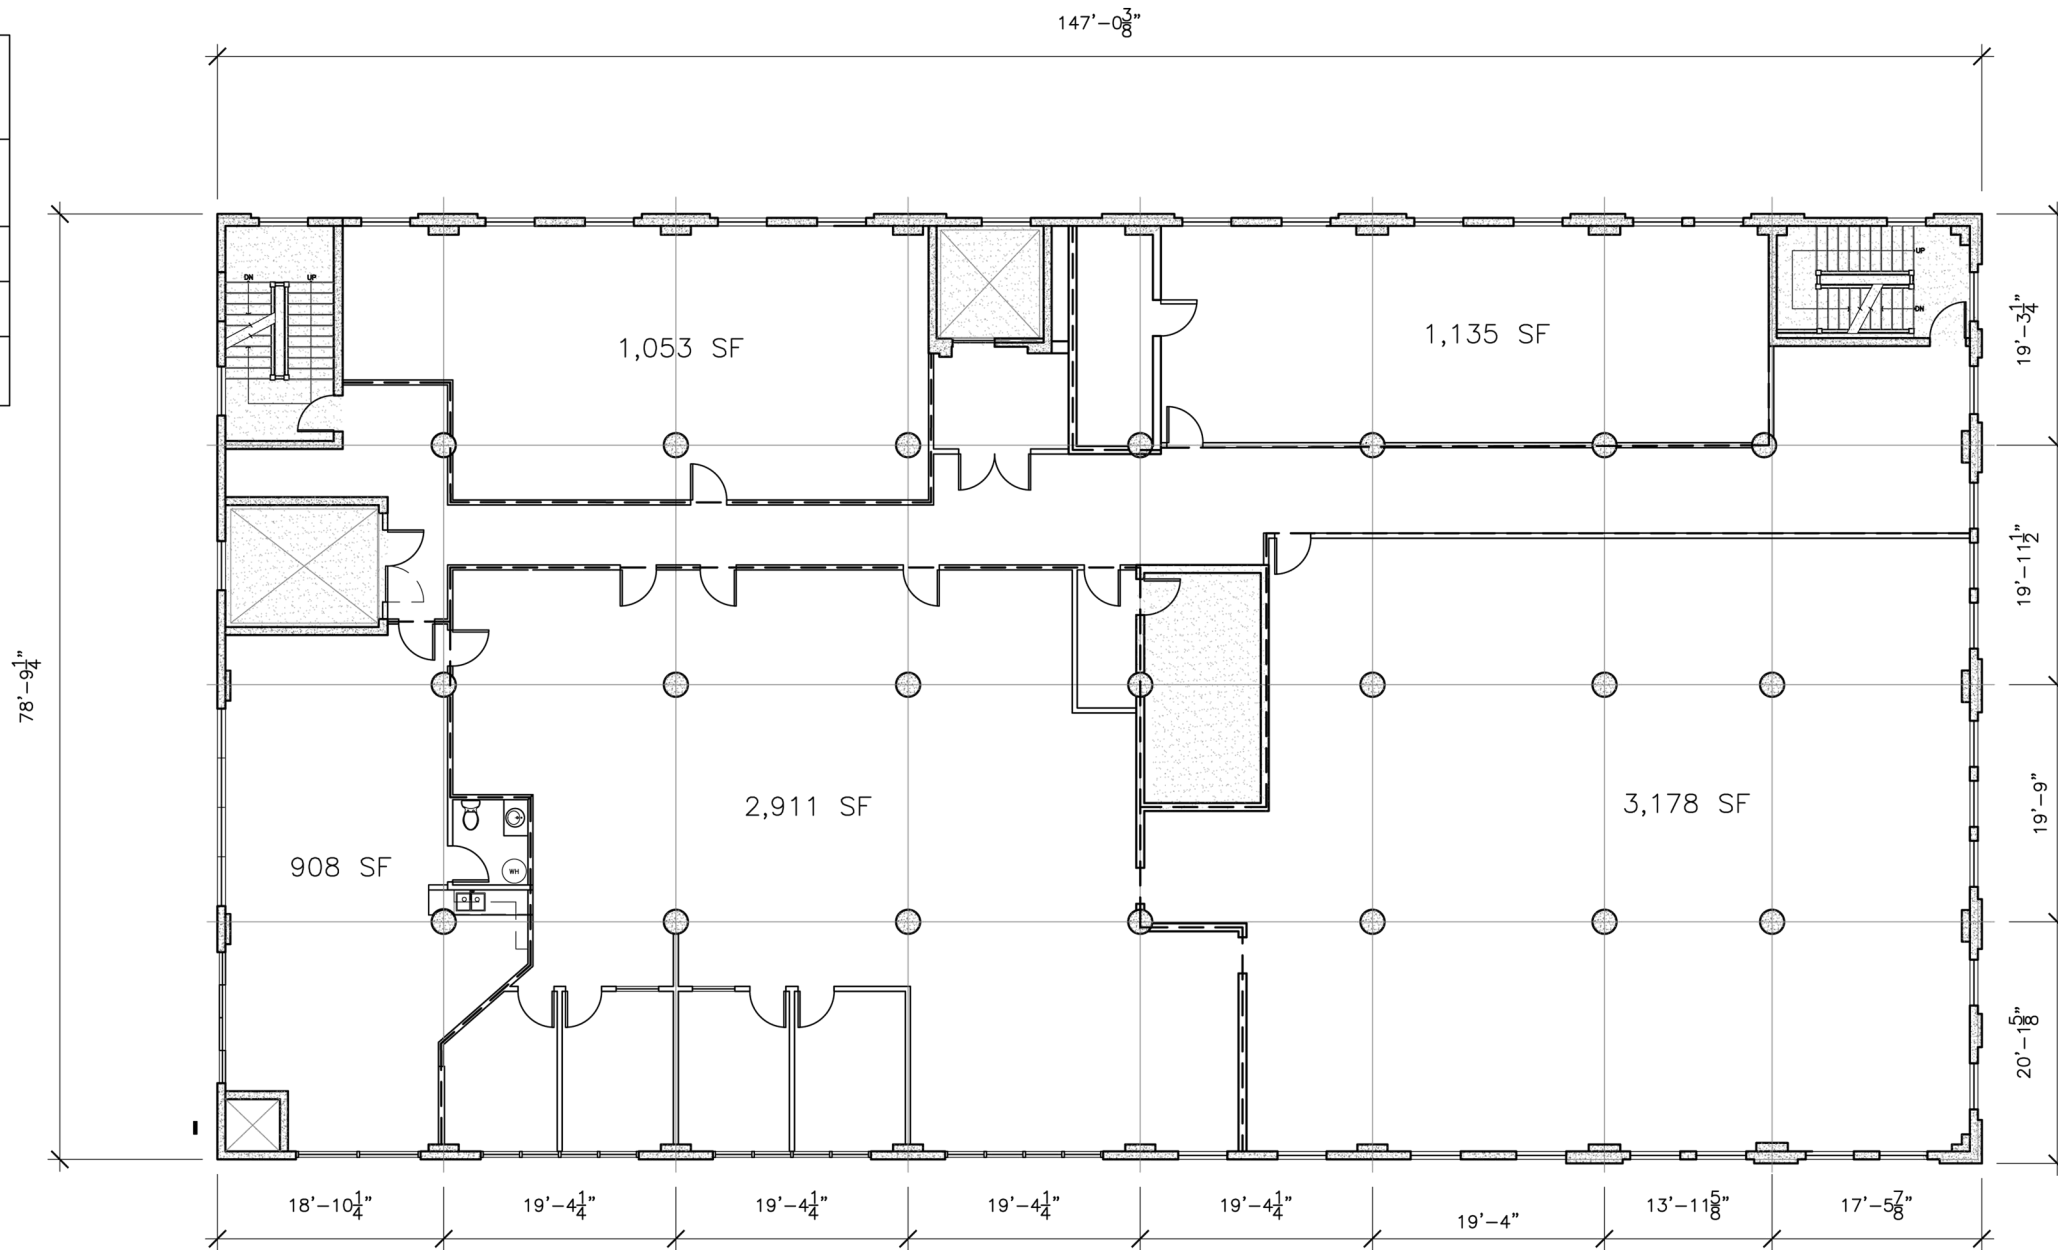 147'-0 3/8"
DN
UP
UP
DN
1,053 SF
1,135 SF
19'-3 1/4"
19'-11 1/2"
78'-9 1/4"
2,911 SF
3,178 SF
19'-9"
908 SF
WH
20'-1 5/8"
18'-10 1/4"
19'-4 1/4"
19'-4 1/4"
19'-4 1/4"
19'-4 1/4"
19'-4"
13'-11 5/8"
17'-5 7/8"